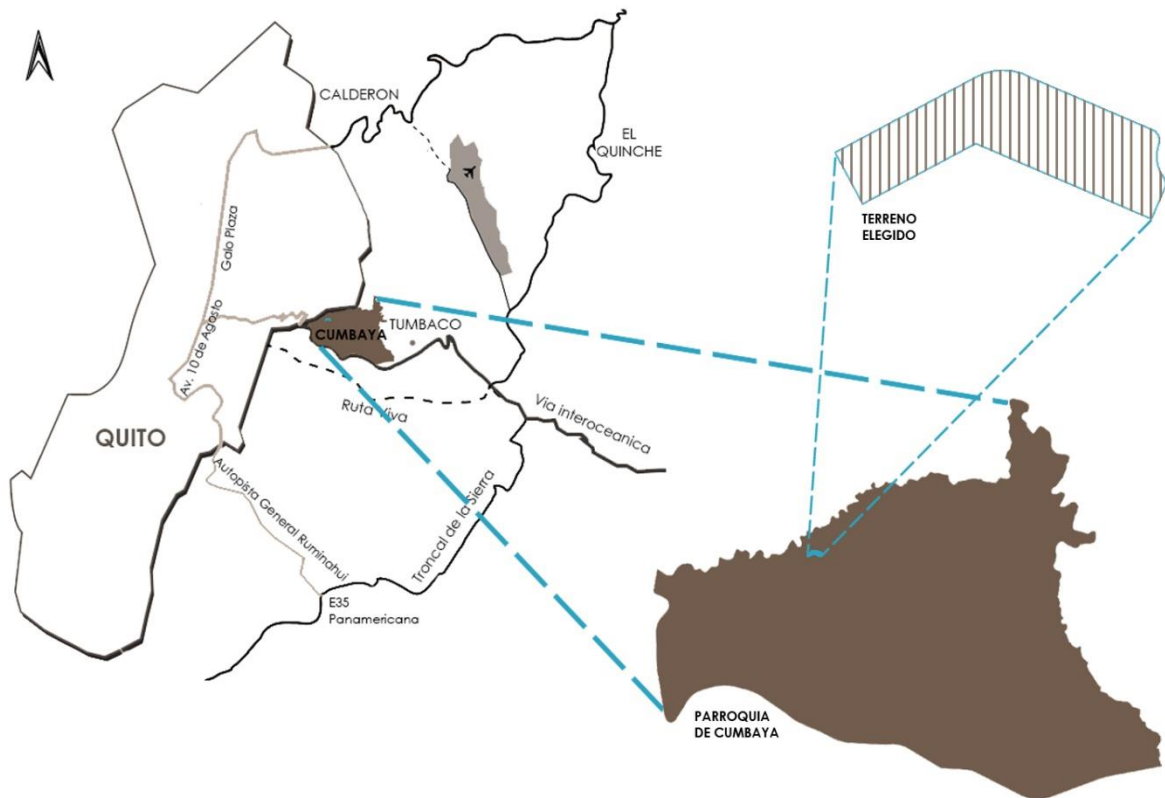 CALDERON
EL
QUINCHE
Galo Plaza
TERRENO
ELEGIDO
Av. 10 de Agosto
CUMBAYA
TUMBACO
Ruta Viva
Via interoceanica
QUITO
Autopista General Ruminahui
Troncal de la Sierra
E35
Panamericana
PARROQUIA
DE CUMBAYA